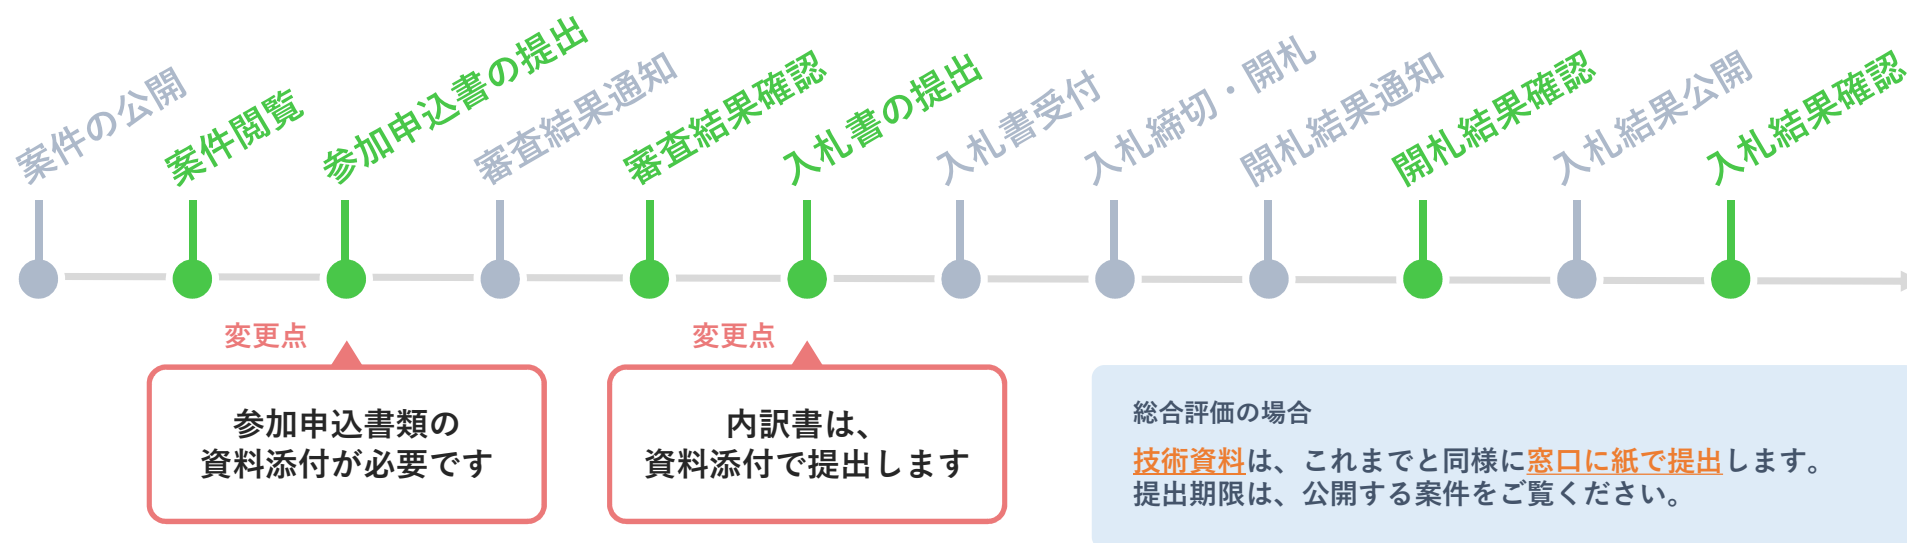 案件の公開
案件閲覧
参加申込書の提出
審査結果通知
審査結果確認
入札書の提出
入札書受付
入札締切・開札
開札結果通知
開札結果確認
入札結果公開
入札結果確認
変更点
参加申込書類の
資料添付が必要です
変更点
内訳書は、
資料添付で提出します
総合評価の場合
技術資料は、これまでと同様に窓口に紙で提出します。
提出期限は、公開する案件をご覧ください。